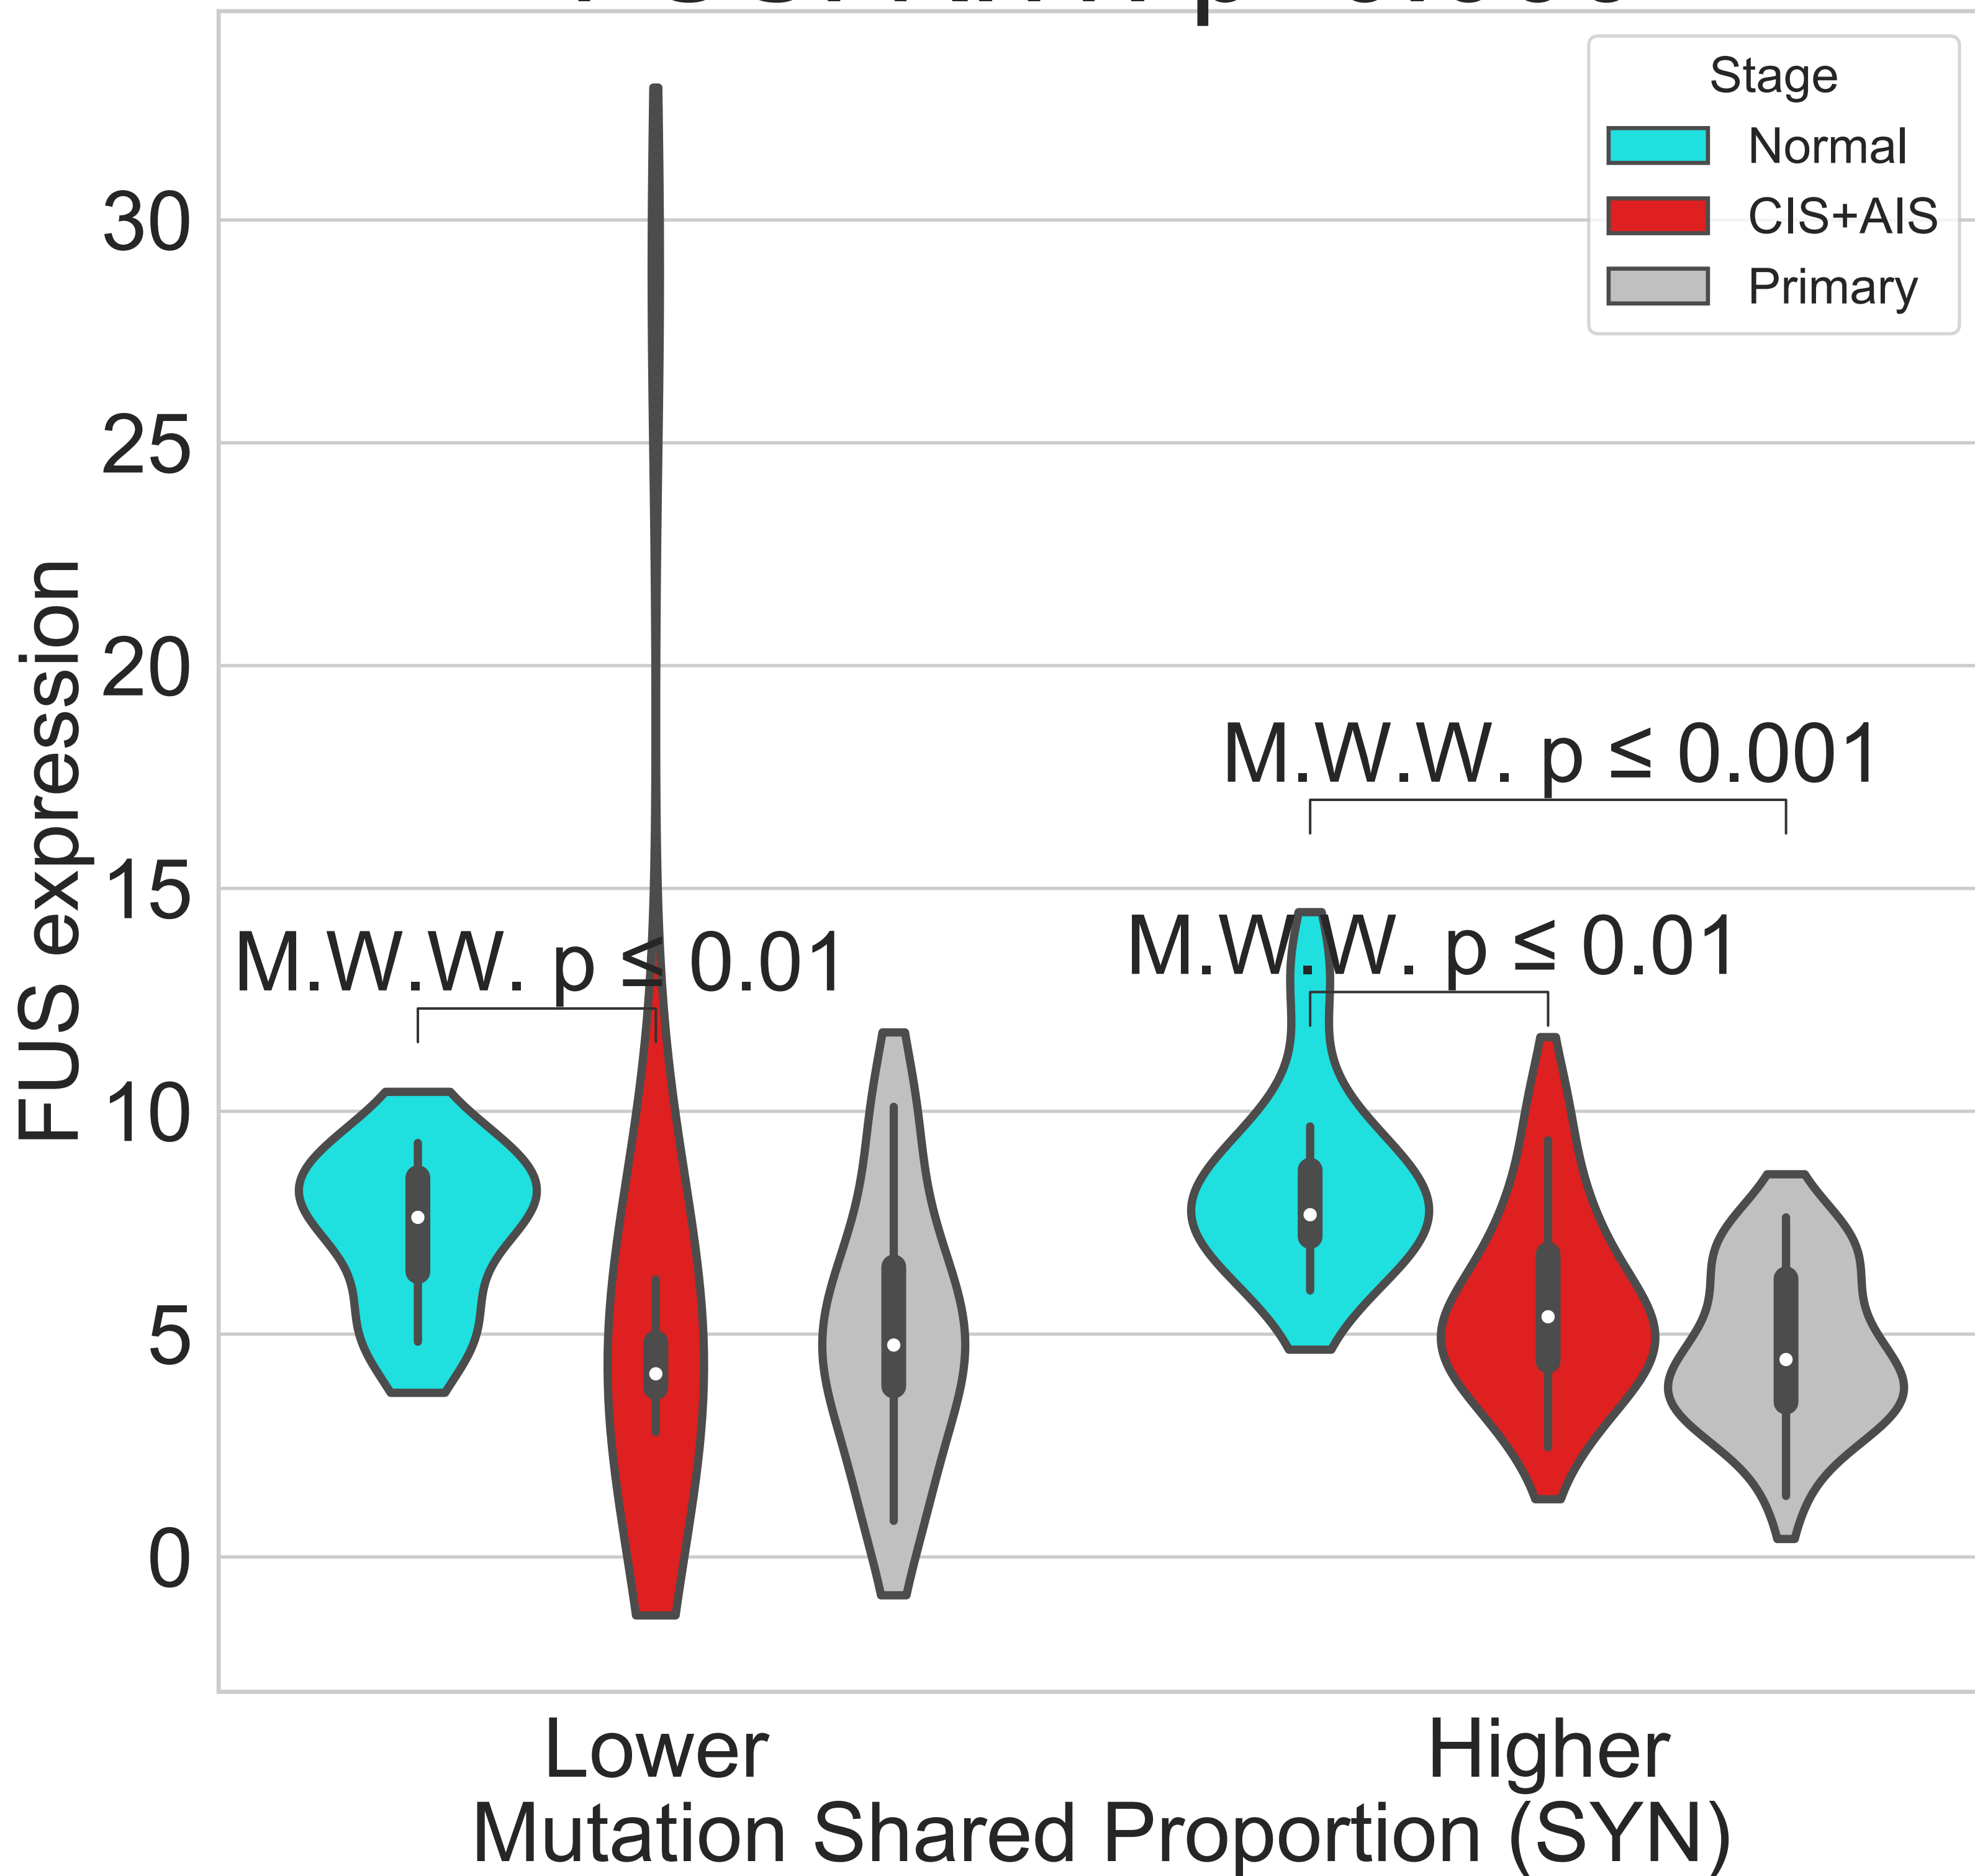 Stage
Normal
CIS+AIS
Primary
30
25
20
15
10
5
0
FUS expression
M.W.W. p ≤ 0.001
M.W.W. p ≤ 0.01
M.W.W. p ≤ 0.01
Lower
Higher
Mutation Shared Proportion (SYN)